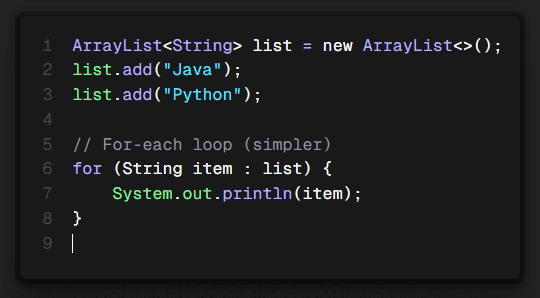 1 ArrayList<String> list = new ArrayList<>();
2 list.add("Java");
3 list.add("Python");
4
5 // For-each loop (simpler)
6 for (String item : list) {
7     System.out.println(item);
8 }
9